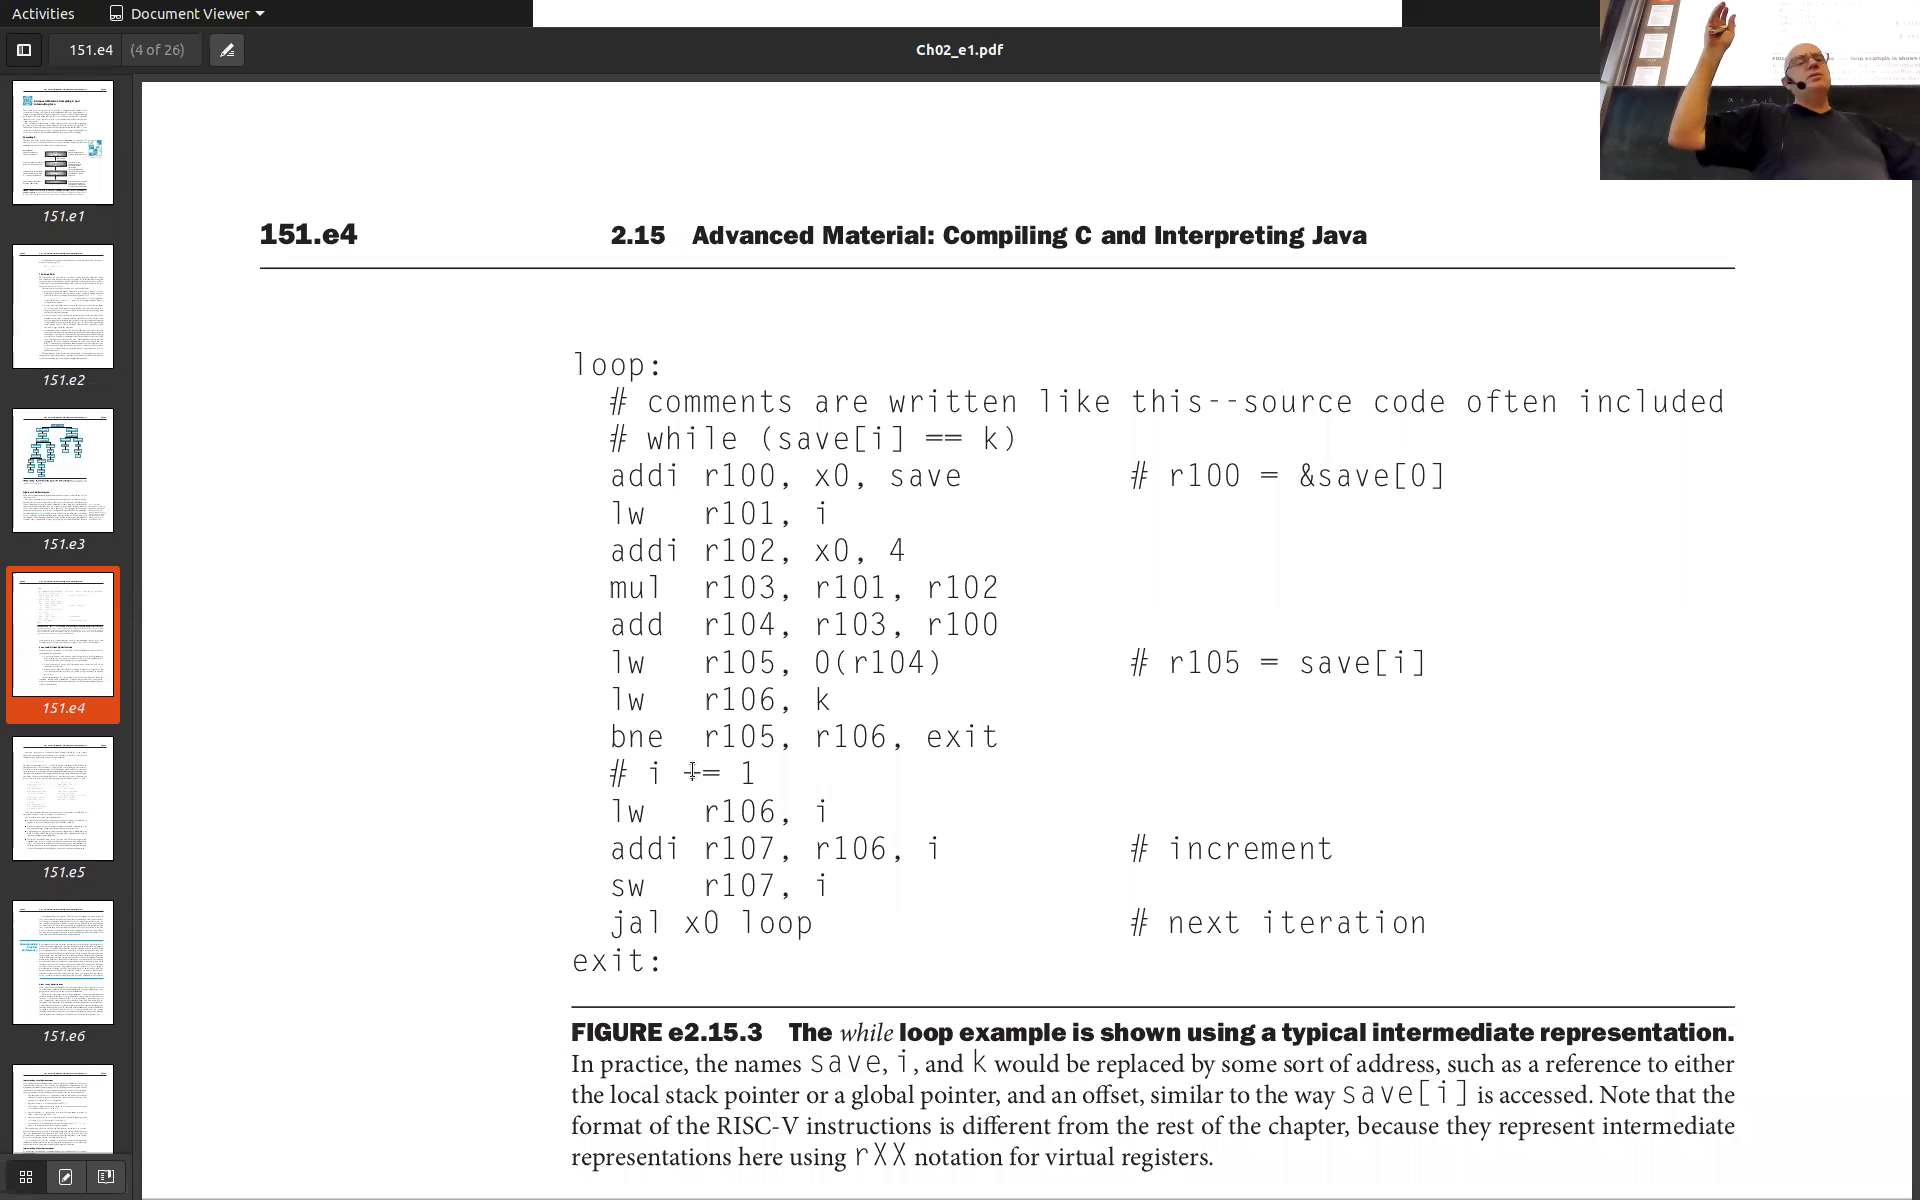 Activities
Document Viewer
151.e4
(4 of 26)
Ch02_e1.pdf
151.e1
151.e2
151.e3
151.e4
151.e5
151.e6
151.e4 2.15 Advanced Material: Compiling C and Interpreting Java
loop:
# comments are written like this--source code often included
# while (save[i] == k)
addi r100, x0, save # r100 = &save[0]
lw r101, i
addi r102, x0, 4
mul r103, r101, r102
add r104, r103, r100
lw r105, 0(r104) # r105 = save[i]
lw r106, k
bne r105, r106, exit
# i += 1
lw r106, i
addi r107, r106, i # increment
sw r107, i
jal x0 loop # next iteration
exit:
FIGURE e2.15.3 The while loop example is shown using a typical intermediate representation.
In practice, the names save, i, and k would be replaced by some sort of address, such as a reference to either
the local stack pointer or a global pointer, and an offset, similar to the way save[i] is accessed. Note that the
format of the RISC-V instructions is different from the rest of the chapter, because they represent intermediate
representations here using rXX notation for virtual registers.